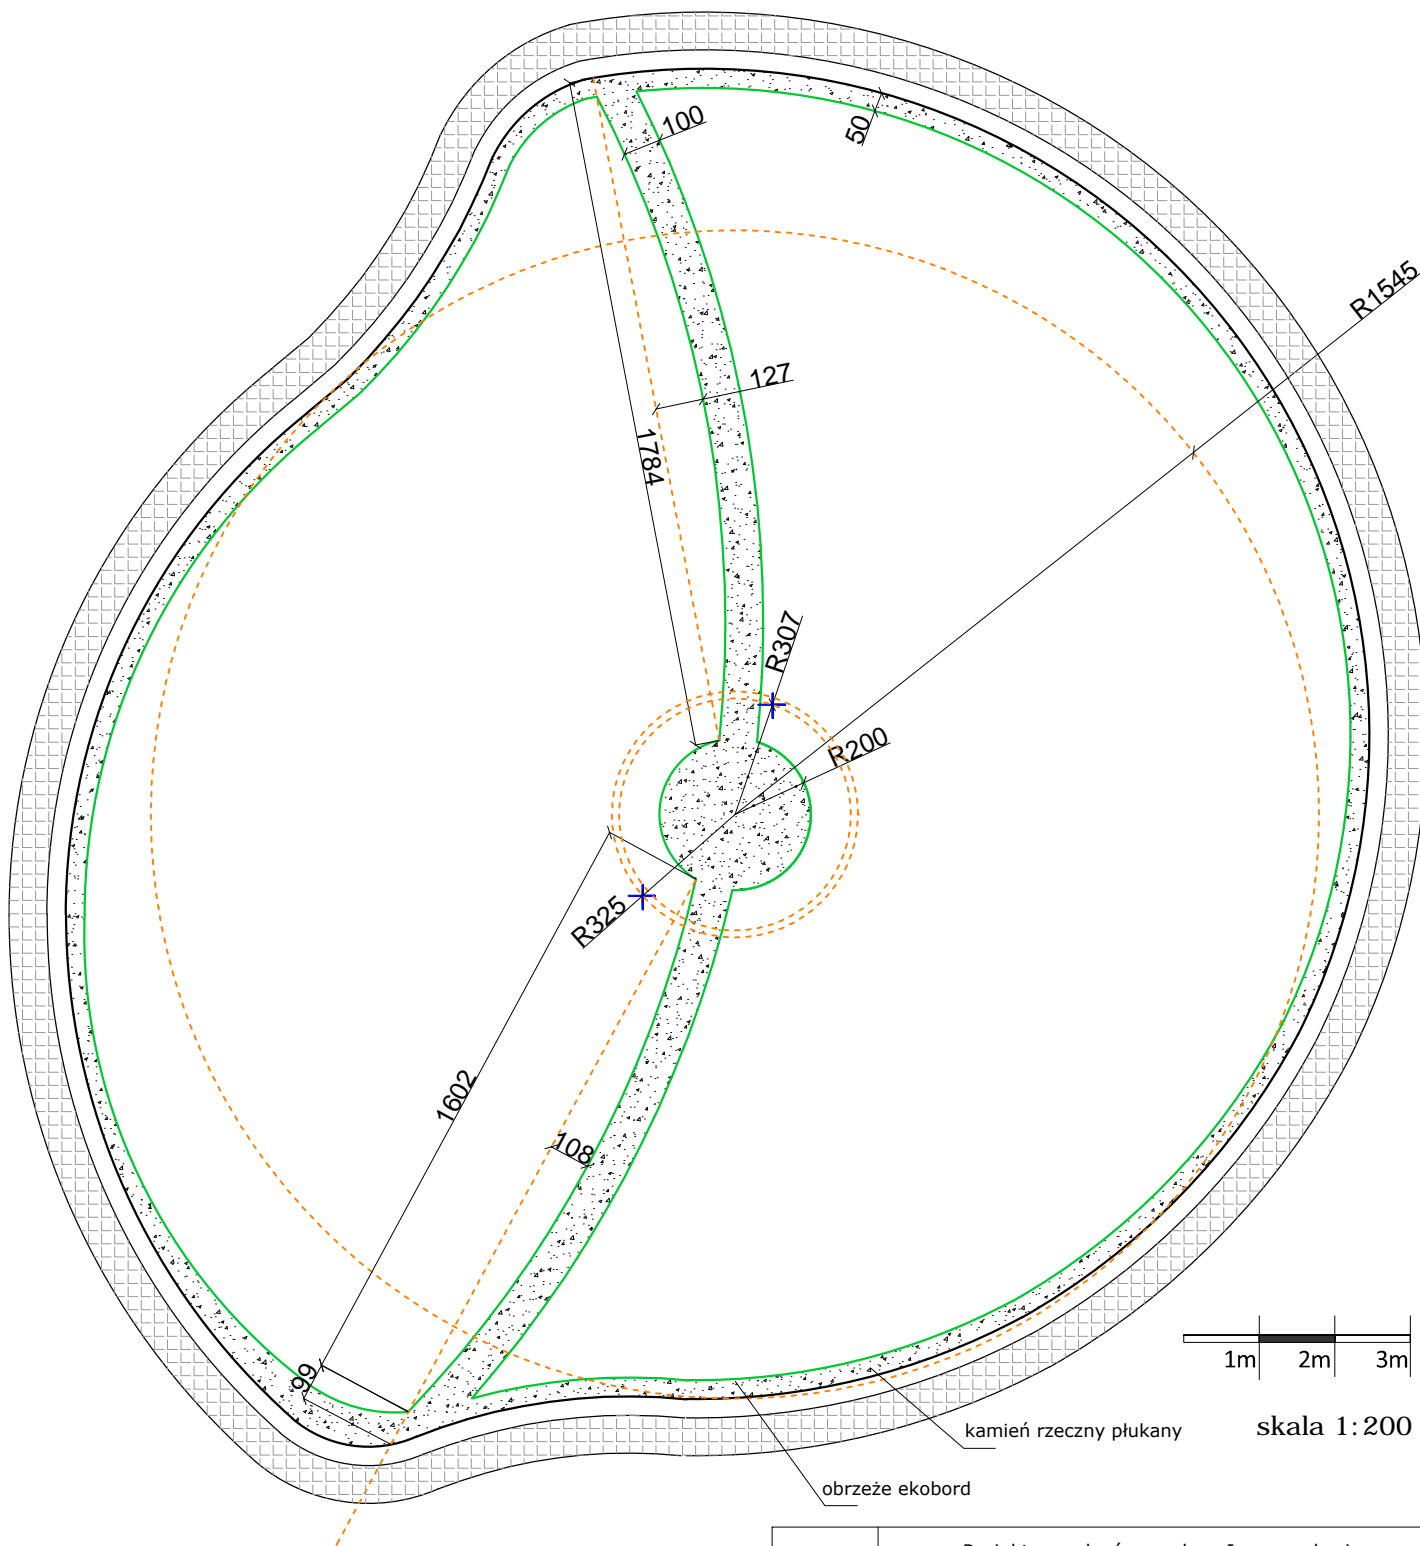 100
50
R1545
127
1784
R307
R200
R325
1602
108
99
1m 2m 3m
kamień rzeczny płukany
skala 1:200
obrzeże ekobord